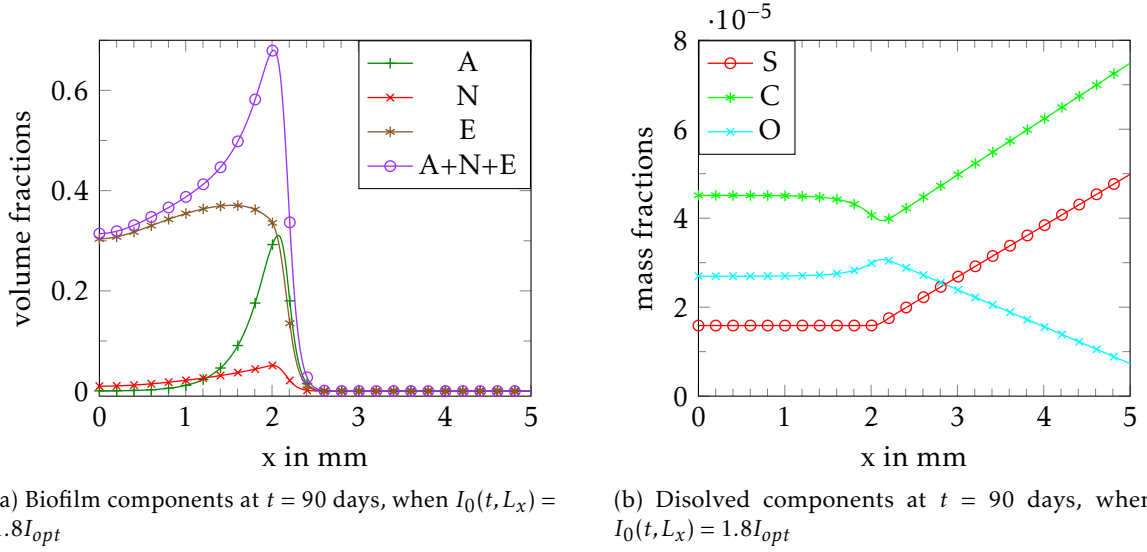 ·10⁻⁵
A
N
E
A+N+E
0.6
0.4
0.2
0
0 1 2 3 4 5
x in mm
volume fractions
S
C
O
8
6
4
2
0
0 1 2 3 4 5
x in mm
mass fractions
a) Biofilm components at t = 90 days, when I₀(t, Lₓ) =
.8Iₒₚₜ
(b) Disolved components at t = 90 days, when
I₀(t, Lₓ) = 1.8Iₒₚₜ